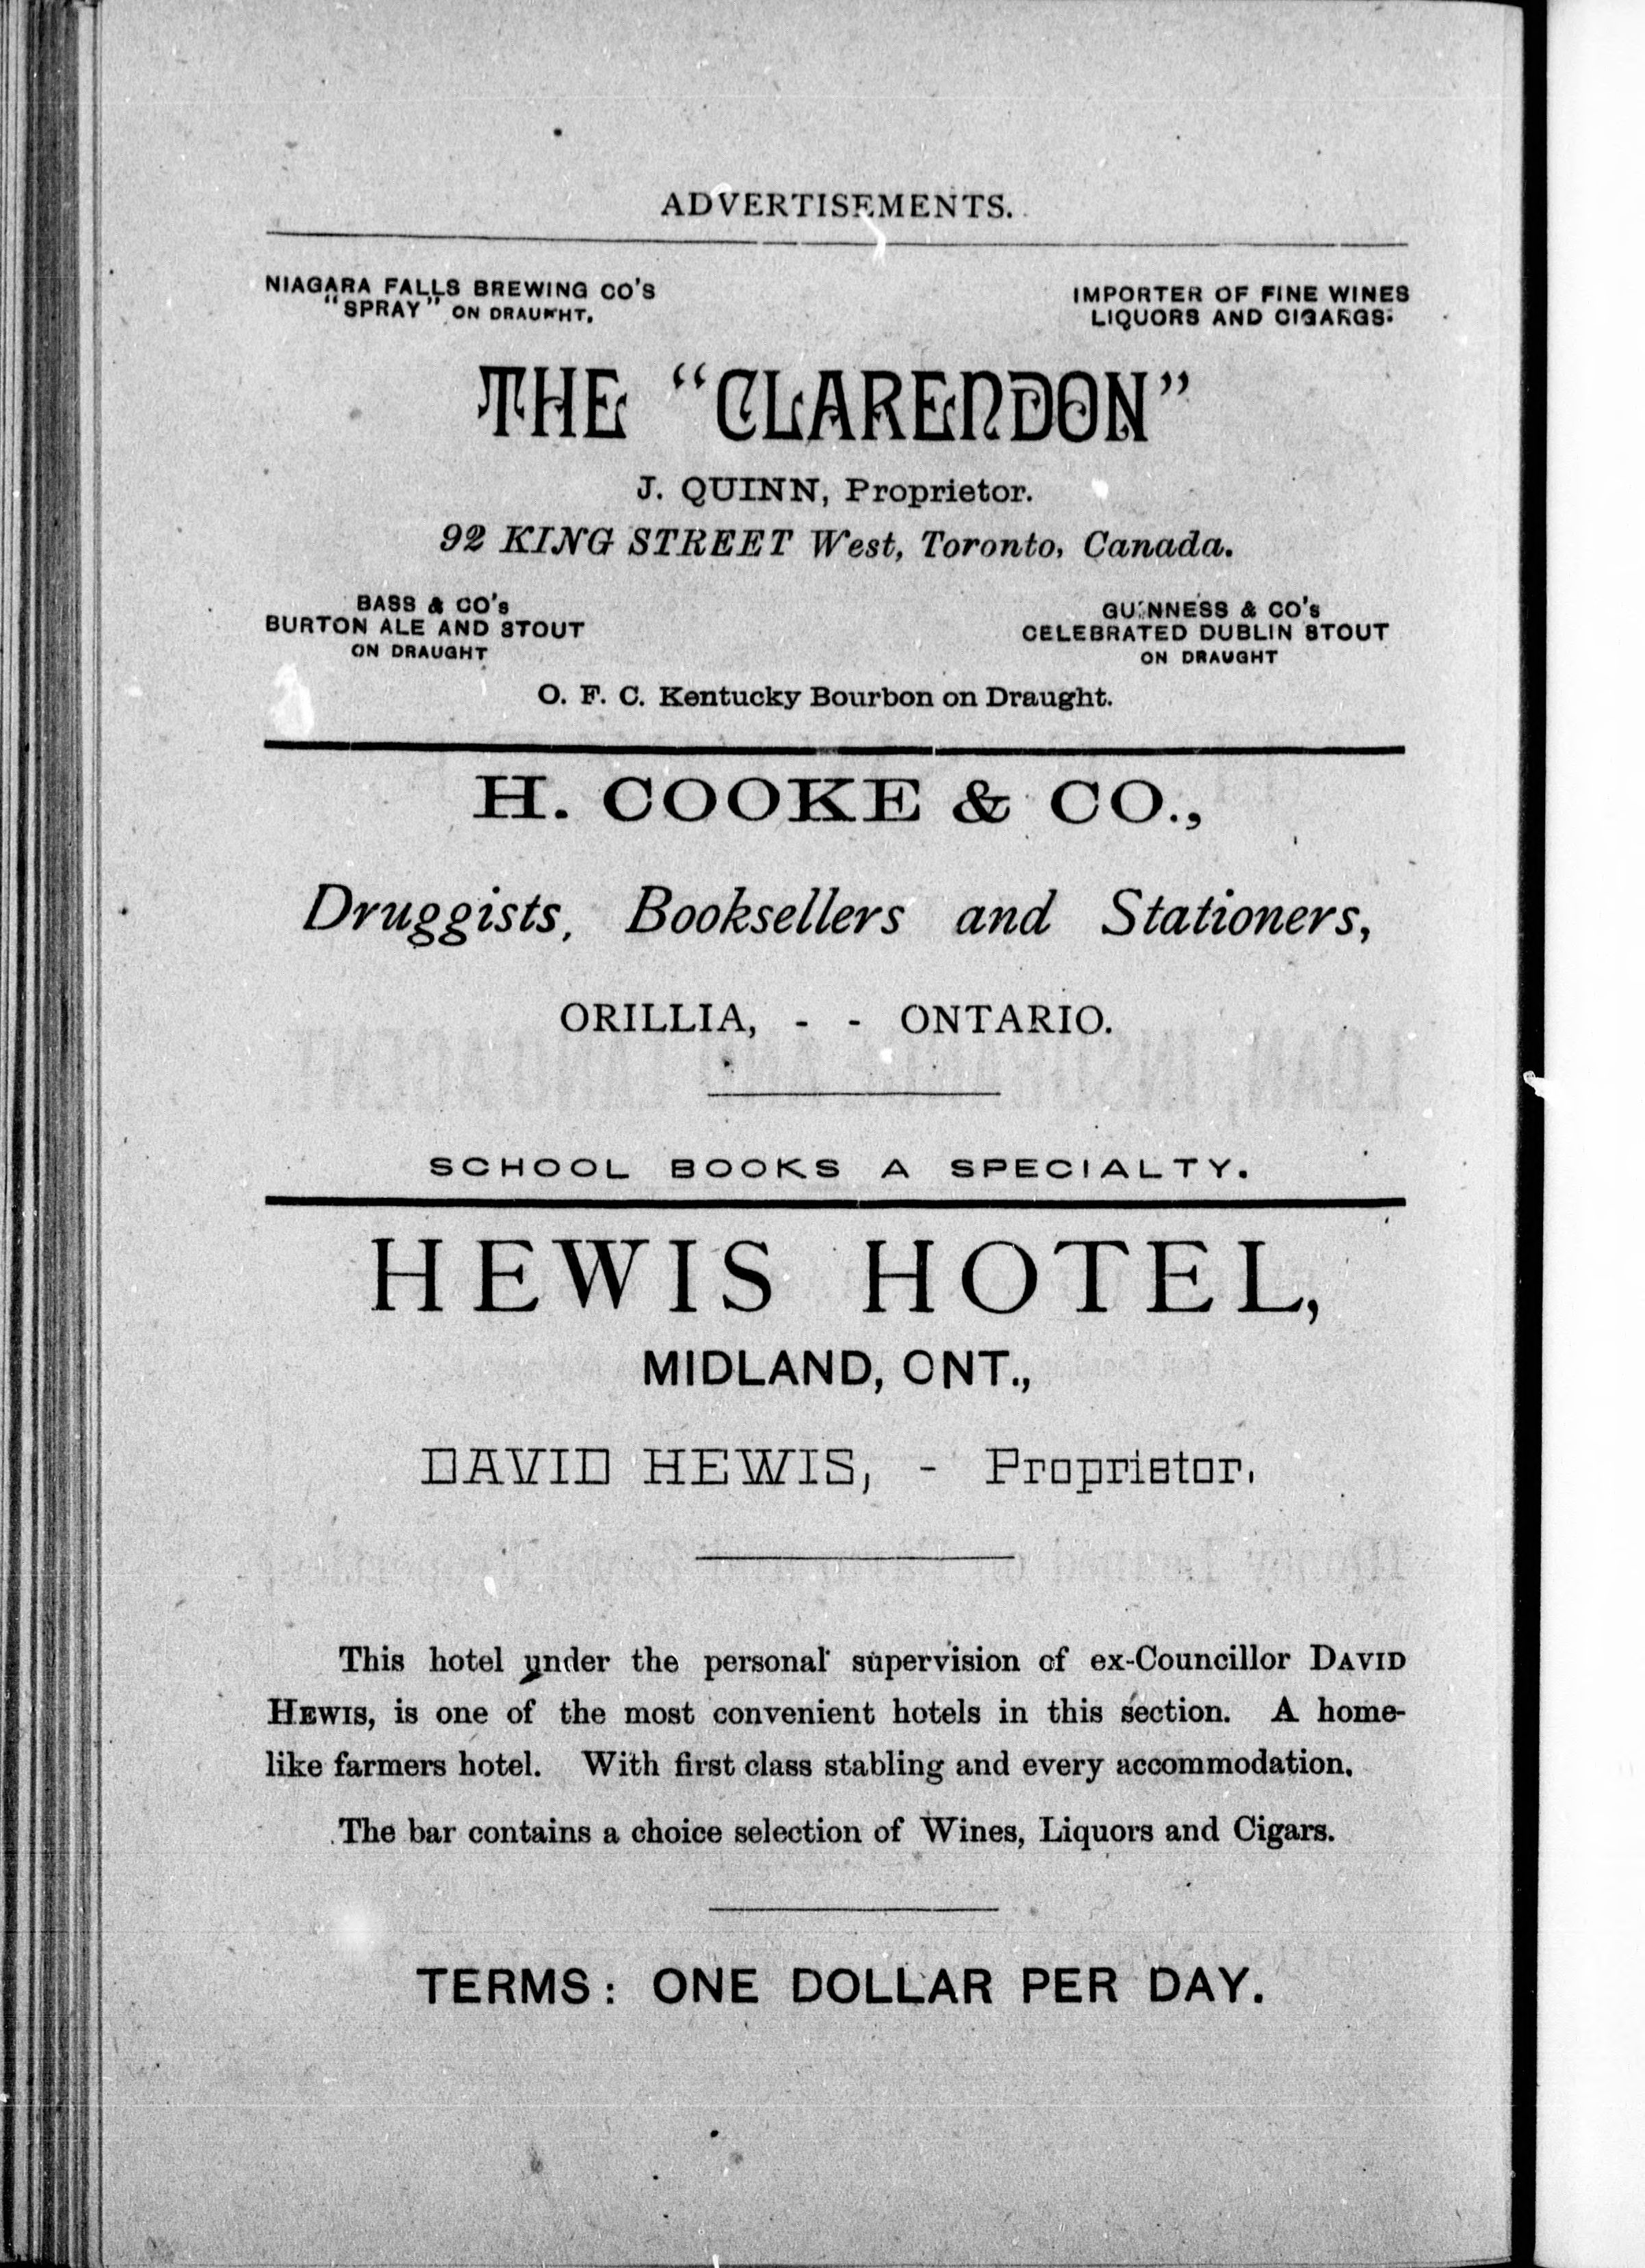 ADVERTISEMENTS.
NIAGARA FALLS BREWING CO'S
"SPRAY" ON DRAUGHT.
IMPORTER OF FINE WINES
LIQUORS AND CIGARGS.
THE "CLARENDON"
J. QUINN, Proprietor.
92 KING STREET West, Toronto, Canada.
BASS & CO's
BURTON ALE AND STOUT
ON DRAUGHT
GUINNESS & CO's
CELEBRATED DUBLIN STOUT
ON DRAUGHT
O. F. C. Kentucky Bourbon on Draught.
H. COOKE & CO.,
Druggists, Booksellers and Stationers,
ORILLIA, - - ONTARIO.
SCHOOL BOOKS A SPECIALTY.
HEWIS HOTEL,
MIDLAND, ONT.,
DAVID HEWIS, - Proprietor.
This hotel under the personal supervision of ex-Councillor DAVID
HEWIS, is one of the most convenient hotels in this section. A home-
like farmers hotel. With first class stabling and every accommodation.
The bar contains a choice selection of Wines, Liquors and Cigars.
TERMS: ONE DOLLAR PER DAY.